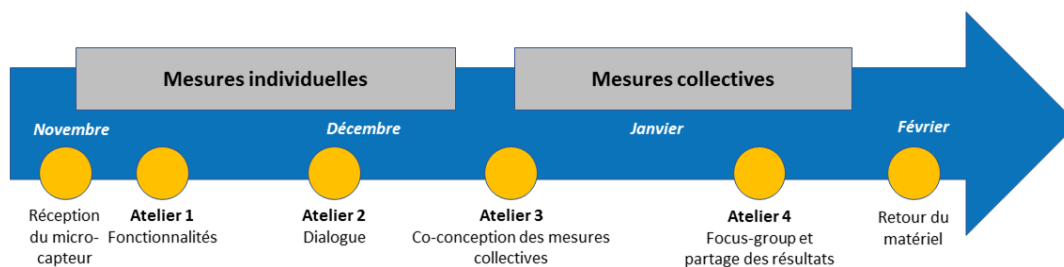 Mesures individuelles
Mesures collectives
Novembre
Décembre
Janvier
Février
Réception
du micro-
capteur
Atelier 1
Fonctionnalités
Atelier 2
Dialogue
Atelier 3
Co-conception des mesures
collectives
Atelier 4
Focus-group et
partage des résultats
Retour du
matériel